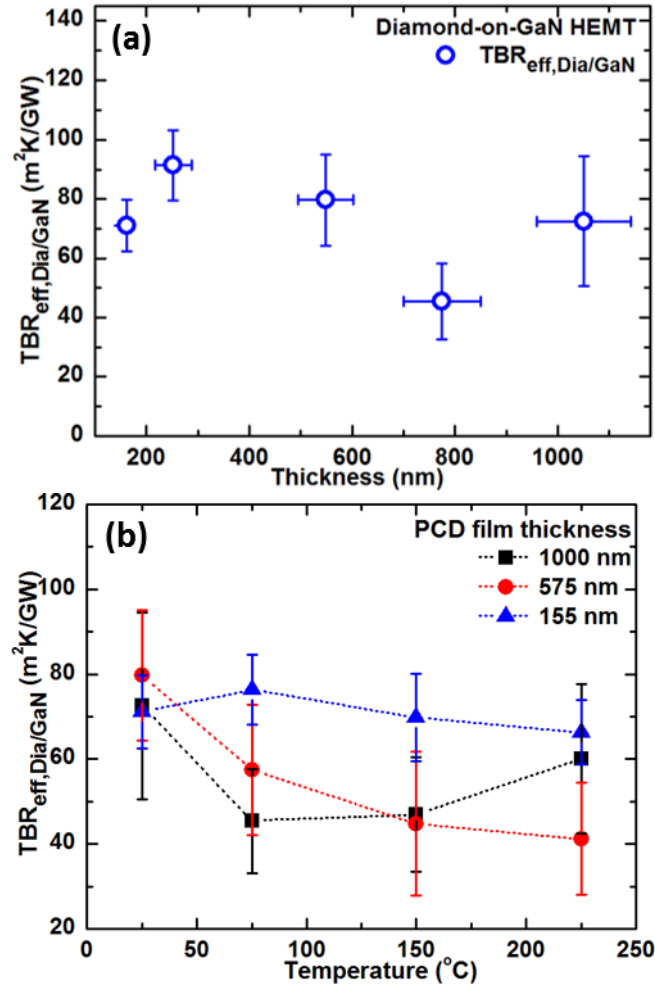 (a)
Diamond-on-GaN HEMT
TBReff,Dia/GaN
TBReff,Dia/GaN (m²K/GW)
140
120
100
80
60
40
20
0
200 400 600 800 1000
Thickness (nm)
(b)
PCD film thickness
1000 nm
575 nm
155 nm
TBReff,Dia/GaN (m²K/GW)
120
100
80
60
40
20
0 50 100 150 200 250
Temperature (°C)